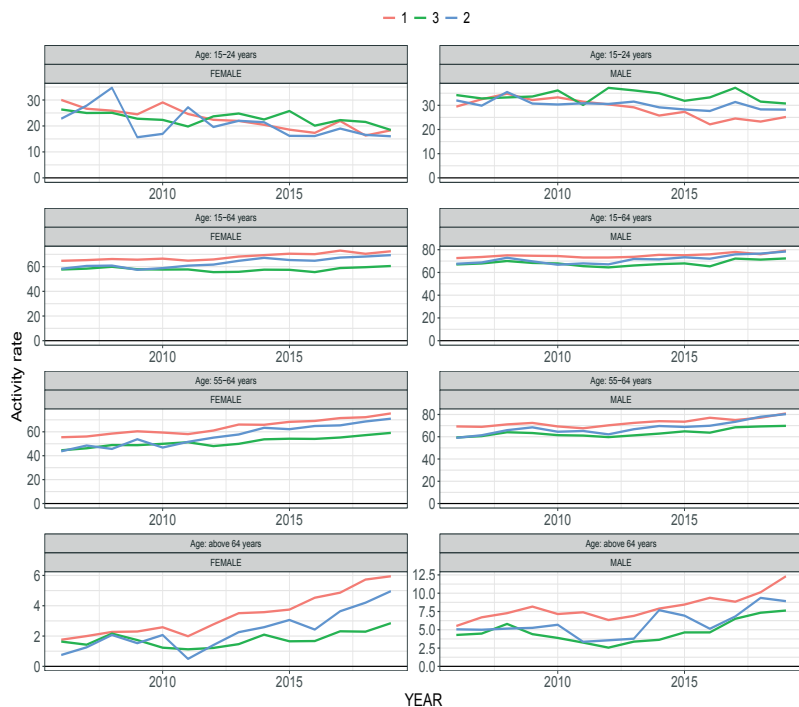 1 3 2
Age: 15−24 years Age: 15−24 years
FEMALE MALE
30 30
20 20
10 10
0 0
2010 2015 2010 2015
Age: 15−64 years Age: 15−64 years
FEMALE MALE
80
60 60
40 40
20 20
0 0
2010 2015 2010 2015
Activity rate
Age: 55−64 years Age: 55−64 years
FEMALE MALE
80
60 60
40 40
20 20
0 0
2010 2015 2010 2015
Age: above 64 years Age: above 64 years
FEMALE MALE
6 12.5
10.0
4 7.5
5.0
2 2.5
0 0.0
2010 2015 2010 2015
YEAR